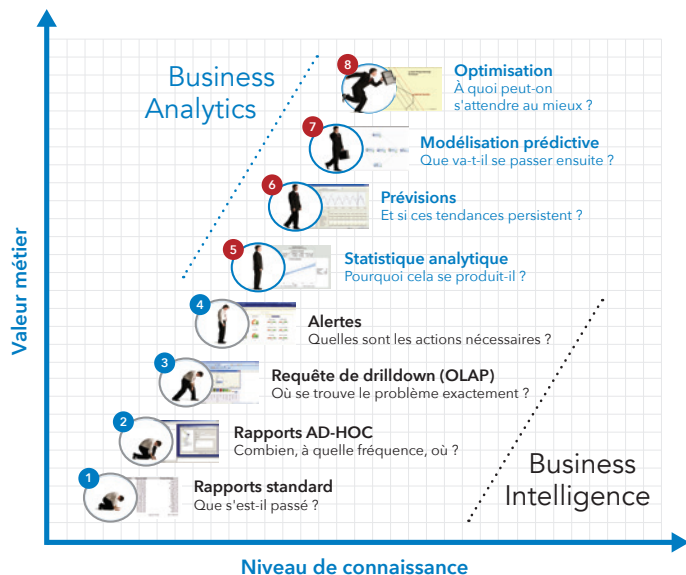 Business
Analytics
8
Optimisation
À quoi peut-on
s'attendre au mieux ?
7
Modélisation prédictive
Que va-t-il se passer ensuite ?
6
Prévisions
Et si ces tendances persistent ?
5
Statistique analytique
Pourquoi cela se produit-il ?
4
Alertes
Quelles sont les actions nécessaires ?
3
Requête de drilldown (OLAP)
Où se trouve le problème exactement ?
2
Rapports AD-HOC
Combien, à quelle fréquence, où ?
1
Rapports standard
Que s'est-il passé ?
Business
Intelligence
Valeur métier
Niveau de connaissance